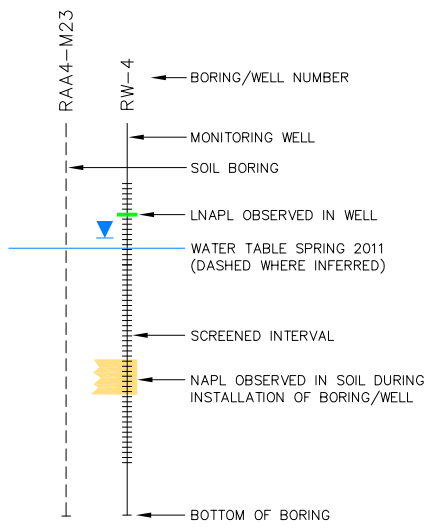 RAA4-M23
RW-4
BORING/WELL NUMBER
MONITORING WELL
SOIL BORING
LNAPL OBSERVED IN WELL
WATER TABLE SPRING 2011
(DASHED WHERE INFERRED)
SCREENED INTERVAL
NAPL OBSERVED IN SOIL DURING
INSTALLATION OF BORING/WELL
BOTTOM OF BORING